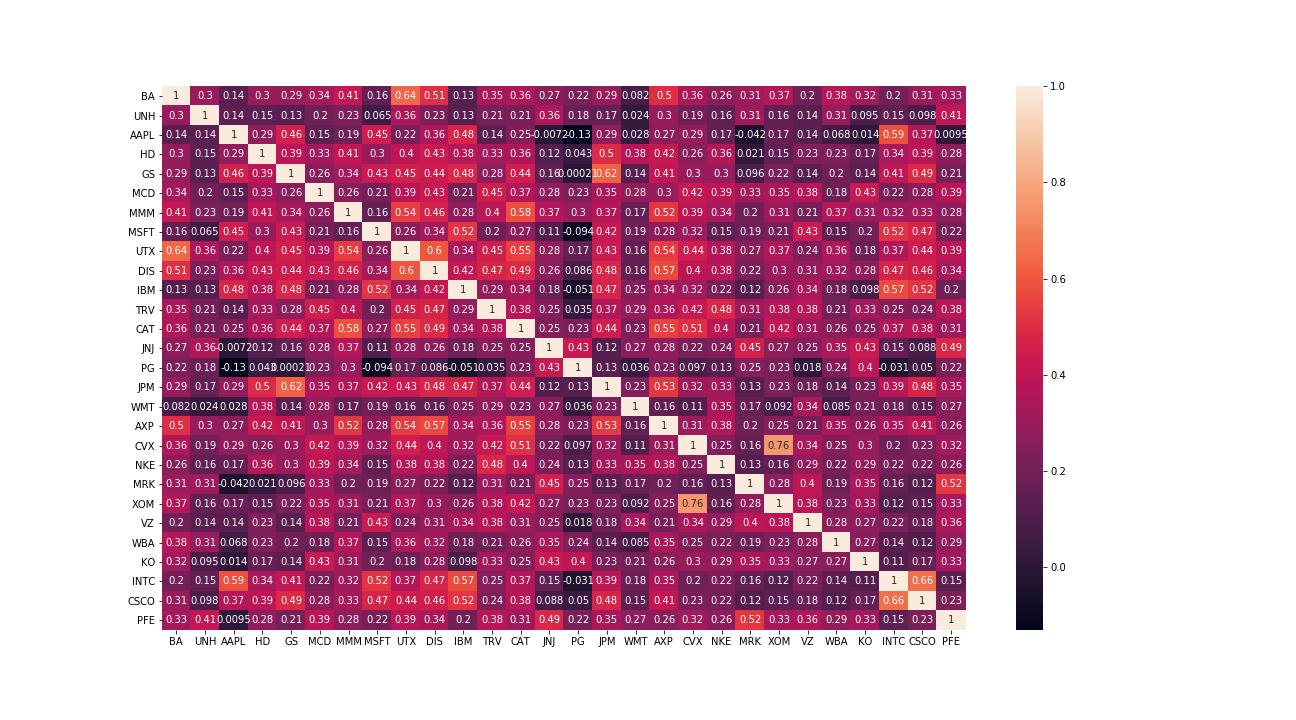 BA 1 0.3 0.14 0.3 0.29 0.34 0.41 0.16 0.64 0.51 0.13 0.35 0.36 0.27 0.22 0.29 0.082 0.5 0.36 0.26 0.31 0.37 0.2 0.38 0.32 0.2 0.31 0.33 1.0
UNH 0.3 1 0.14 0.15 0.13 0.2 0.23 0.065 0.36 0.23 0.13 0.21 0.21 0.36 0.18 0.17 0.024 0.3 0.19 0.16 0.31 0.16 0.14 0.31 0.095 0.15 0.098 0.41
AAPL 0.14 0.14 1 0.29 0.46 0.15 0.19 0.45 0.22 0.36 0.48 0.14 0.25 -0.0072 -0.13 0.29 0.028 0.27 0.29 0.17 -0.042 0.17 0.14 0.068 0.014 0.59 0.37 0.0095
HD 0.3 0.15 0.29 1 0.39 0.33 0.41 0.3 0.4 0.43 0.38 0.33 0.36 0.12 0.043 0.5 0.38 0.42 0.26 0.36 0.021 0.15 0.23 0.23 0.17 0.34 0.39 0.28
GS 0.29 0.13 0.46 0.39 1 0.26 0.34 0.43 0.45 0.44 0.48 0.28 0.44 0.16 0.00021 0.62 0.14 0.41 0.3 0.3 0.096 0.22 0.14 0.2 0.14 0.41 0.49 0.21 0.8
MCD 0.34 0.2 0.15 0.33 0.26 1 0.26 0.21 0.39 0.43 0.21 0.45 0.37 0.28 0.23 0.35 0.28 0.3 0.42 0.39 0.33 0.35 0.38 0.18 0.43 0.22 0.28 0.39
MMM 0.41 0.23 0.19 0.41 0.34 0.26 1 0.16 0.54 0.46 0.28 0.4 0.58 0.37 0.3 0.37 0.17 0.52 0.39 0.34 0.2 0.31 0.21 0.37 0.31 0.32 0.33 0.28
MSFT 0.16 0.065 0.45 0.3 0.43 0.21 0.16 1 0.26 0.34 0.52 0.2 0.27 0.11 -0.094 0.42 0.19 0.28 0.32 0.15 0.19 0.21 0.43 0.15 0.2 0.52 0.47 0.22
UTX 0.64 0.36 0.22 0.4 0.45 0.39 0.54 0.26 1 0.6 0.34 0.45 0.55 0.28 0.17 0.43 0.16 0.54 0.44 0.38 0.27 0.37 0.24 0.36 0.18 0.37 0.44 0.39
DIS 0.51 0.23 0.36 0.43 0.44 0.43 0.46 0.34 0.6 1 0.42 0.47 0.49 0.26 0.086 0.48 0.16 0.57 0.4 0.38 0.22 0.3 0.31 0.32 0.28 0.47 0.46 0.34 0.6
IBM 0.13 0.13 0.48 0.38 0.48 0.21 0.28 0.52 0.34 0.42 1 0.29 0.34 0.18 -0.051 0.47 0.25 0.34 0.32 0.22 0.12 0.26 0.34 0.18 0.098 0.57 0.52 0.2
TRV 0.35 0.21 0.14 0.33 0.28 0.45 0.4 0.2 0.45 0.47 0.29 1 0.38 0.25 0.035 0.37 0.29 0.36 0.42 0.48 0.31 0.38 0.38 0.21 0.33 0.25 0.24 0.38
CAT 0.36 0.21 0.25 0.36 0.44 0.37 0.58 0.27 0.55 0.49 0.34 0.38 1 0.25 0.23 0.44 0.23 0.55 0.51 0.4 0.21 0.42 0.31 0.26 0.25 0.37 0.38 0.31
JNJ 0.27 0.36 -0.0072 0.12 0.16 0.28 0.37 0.11 0.28 0.26 0.18 0.25 0.25 1 0.43 0.12 0.27 0.28 0.22 0.24 0.45 0.27 0.25 0.35 0.43 0.15 0.088 0.49
PG 0.22 0.18 -0.13 0.043 0.00021 0.23 0.3 -0.094 0.17 0.086 -0.051 0.035 0.23 0.43 1 0.13 0.036 0.23 0.097 0.13 0.25 0.23 0.018 0.24 0.4 -0.031 0.05 0.22 0.4
JPM 0.29 0.17 0.29 0.5 0.62 0.35 0.37 0.42 0.43 0.48 0.47 0.37 0.44 0.12 0.13 1 0.23 0.53 0.32 0.33 0.13 0.23 0.18 0.14 0.23 0.39 0.48 0.35
WMT 0.082 0.024 0.028 0.38 0.14 0.28 0.17 0.19 0.16 0.16 0.25 0.29 0.23 0.27 0.036 0.23 1 0.16 0.11 0.35 0.17 0.092 0.34 0.085 0.21 0.18 0.15 0.27
AXP 0.5 0.3 0.27 0.42 0.41 0.3 0.52 0.28 0.54 0.57 0.34 0.36 0.55 0.28 0.23 0.53 0.16 1 0.31 0.38 0.2 0.25 0.21 0.35 0.26 0.35 0.41 0.26
CVX 0.36 0.19 0.29 0.26 0.3 0.42 0.39 0.32 0.44 0.4 0.32 0.42 0.51 0.22 0.097 0.32 0.11 0.31 1 0.25 0.16 0.76 0.34 0.25 0.3 0.2 0.23 0.32
NKE 0.26 0.16 0.17 0.36 0.3 0.39 0.34 0.15 0.38 0.38 0.22 0.48 0.4 0.24 0.13 0.33 0.35 0.38 0.25 1 0.13 0.16 0.29 0.22 0.29 0.22 0.22 0.26 0.2
MRK 0.31 0.31 -0.042 0.021 0.096 0.33 0.2 0.19 0.27 0.22 0.12 0.31 0.21 0.45 0.25 0.13 0.17 0.2 0.16 0.13 1 0.28 0.4 0.19 0.35 0.16 0.12 0.52
XOM 0.37 0.16 0.17 0.15 0.22 0.35 0.31 0.21 0.37 0.3 0.26 0.38 0.42 0.27 0.23 0.23 0.092 0.25 0.76 0.16 0.28 1 0.38 0.23 0.33 0.12 0.15 0.33
VZ 0.2 0.14 0.14 0.23 0.14 0.38 0.21 0.43 0.24 0.31 0.34 0.38 0.31 0.25 0.018 0.18 0.34 0.21 0.34 0.29 0.4 0.38 1 0.28 0.27 0.22 0.18 0.36
WBA 0.38 0.31 0.068 0.23 0.2 0.18 0.37 0.15 0.36 0.32 0.18 0.21 0.26 0.35 0.24 0.14 0.085 0.35 0.25 0.22 0.19 0.23 0.28 1 0.27 0.14 0.12 0.29
KO 0.32 0.095 0.014 0.17 0.14 0.43 0.31 0.2 0.18 0.28 0.098 0.33 0.25 0.43 0.4 0.23 0.21 0.26 0.3 0.29 0.35 0.33 0.27 0.27 1 0.11 0.17 0.33 0.0
INTC 0.2 0.15 0.59 0.34 0.41 0.22 0.32 0.52 0.37 0.47 0.57 0.25 0.37 0.15 -0.031 0.39 0.18 0.35 0.2 0.22 0.16 0.12 0.22 0.14 0.11 1 0.66 0.15
CSCO 0.31 0.098 0.37 0.39 0.49 0.28 0.33 0.47 0.44 0.46 0.52 0.24 0.38 0.088 0.05 0.48 0.15 0.41 0.23 0.22 0.12 0.15 0.18 0.12 0.17 0.66 1 0.23
PFE 0.33 0.41 0.0095 0.28 0.21 0.39 0.28 0.22 0.39 0.34 0.2 0.38 0.31 0.49 0.22 0.35 0.27 0.26 0.32 0.26 0.52 0.33 0.36 0.29 0.33 0.15 0.23 1
BA UNH AAPL HD GS MCD MMM MSFT UTX DIS IBM TRV CAT JNJ PG JPM WMT AXP CVX NKE MRK XOM VZ WBA KO INTC CSCO PFE